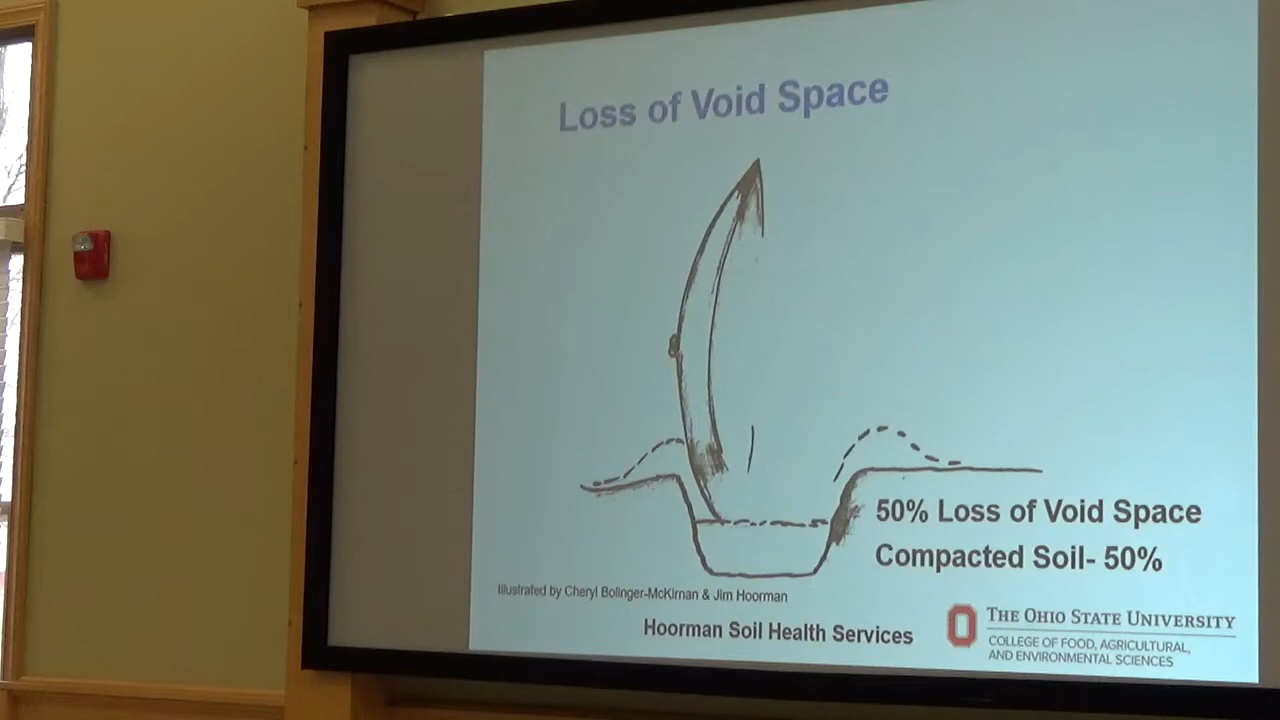 Loss of Void Space
50% Loss of Void Space
Compacted Soil- 50%
Illustrated by Cheryl Bolinger-McKirnan & Jim Hoorman
Hoorman Soil Health Services
THE OHIO STATE UNIVERSITY
COLLEGE OF FOOD, AGRICULTURAL,
AND ENVIRONMENTAL SCIENCES